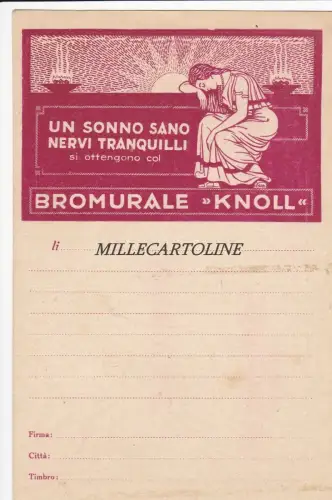 UN SONNO SANO
NERVI TRANQUILLI
si ottengono col
BROMURALE »KNOLL«
li
MILLECARTOLINE
Firma:
Città:
Timbro: